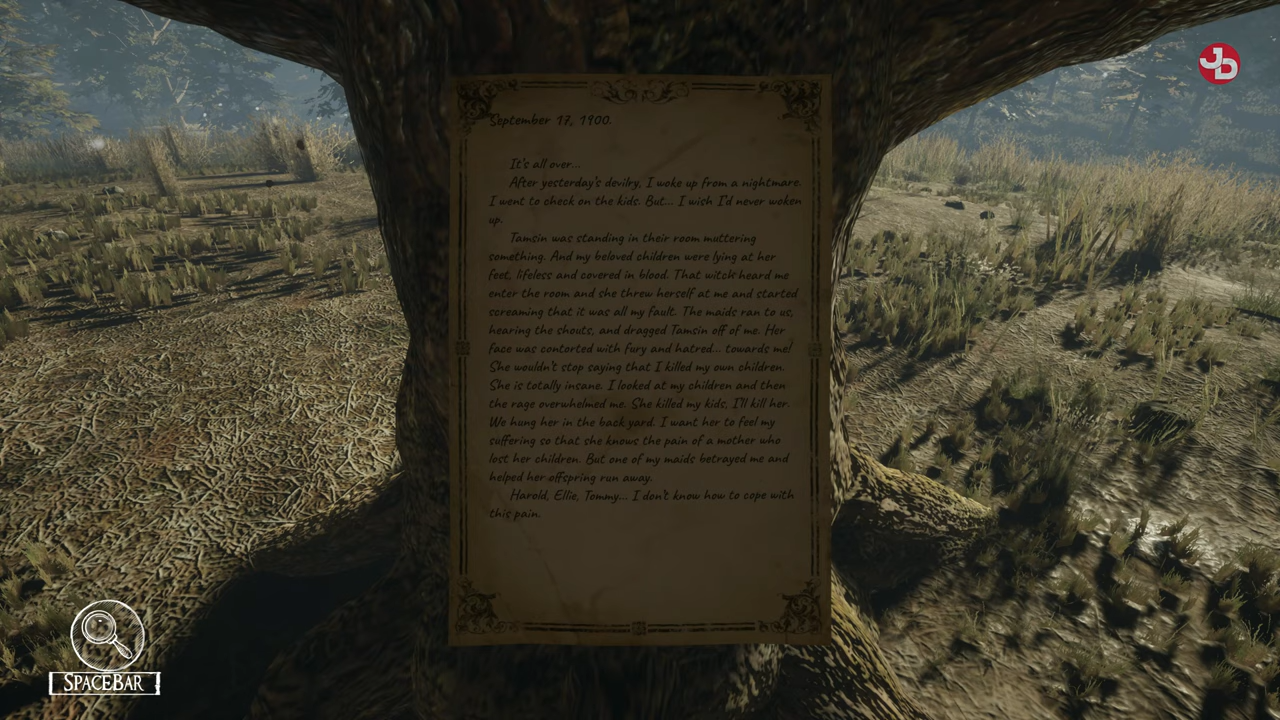 JD
September 17, 1900.
It's all over...
After yesterday's devilry, I woke up from a nightmare.
I went to check on the kids. But... I wish I'd never woken
up.
Tamsin was standing in their room muttering
something. And my beloved children were lying at her
feet, lifeless and covered in blood. That witch heard me
enter the room and she threw herself at me and started
screaming that it was all my fault. The maids ran to us,
hearing the shouts, and dragged Tamsin off of me. Her
face was contorted with fury and hatred... towards me!
She wouldn't stop saying that I killed my own children.
She is totally insane. I looked at my children and then
the rage overwhelmed me. She killed my kids, I'll kill her.
We hung her in the back yard. I want her to feel my
suffering so that she knows the pain of a mother who
lost her children. But one of my maids betrayed me and
helped her offspring run away.
Harold, Ellie, Tommy... I don't know how to cope with
this pain.
SPACEBAR